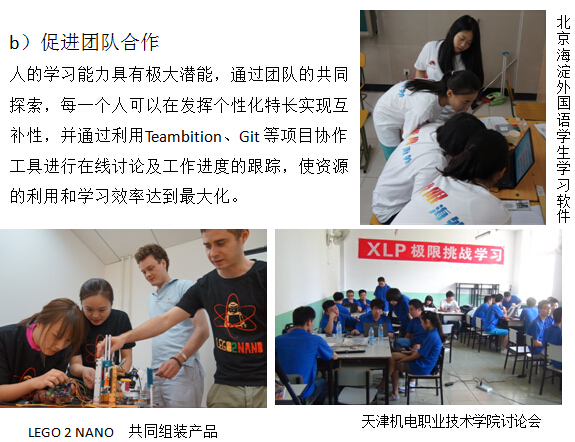 b）促进团队合作
人的学习能力具有极大潜能，通过团队的共同
探索，每一个人可以在发挥个性化特长实现互
补性，并通过利用Teambition、Git 等项目协作
工具进行在线讨论及工作进度的跟踪，使资源
的利用和学习效率达到最大化。
北京海淀外国语学生学习软件
LEGO2NANO
XLP极限挑战学习
LEGO 2 NANO 共同组装产品
天津机电职业技术学院讨论会